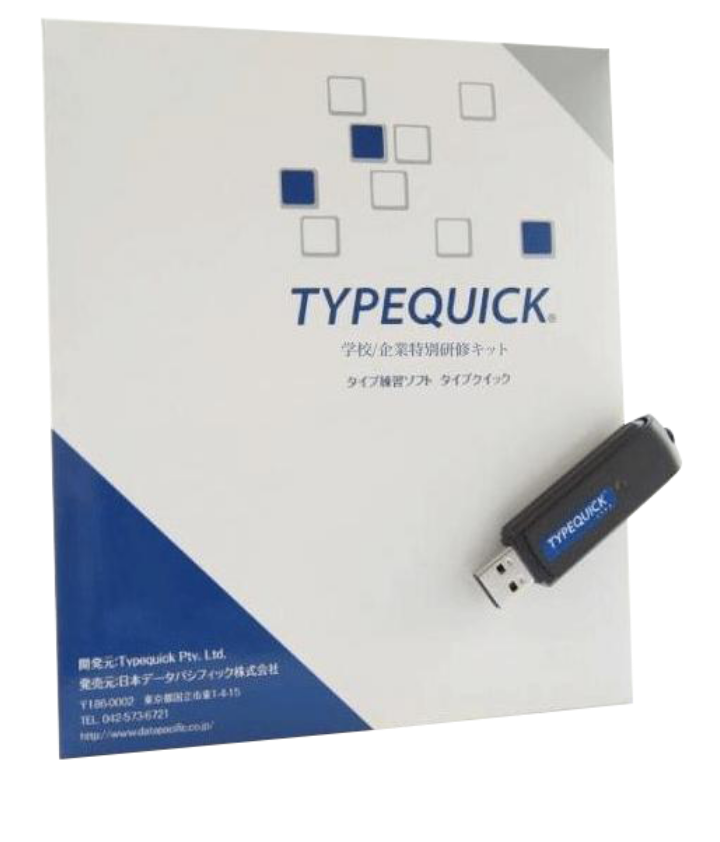 TYPEQUICK®
学校/企業特別研修キット
タイプ練習ソフト タイプクイック
TYPEQUICK
開発元:Typequick Pty. Ltd.
発売元:日本データパシフィック株式会社
〒186-0002 東京都国立市東1-4-15
TEL 042-573-6721
http://www.datapacific.co.jp/